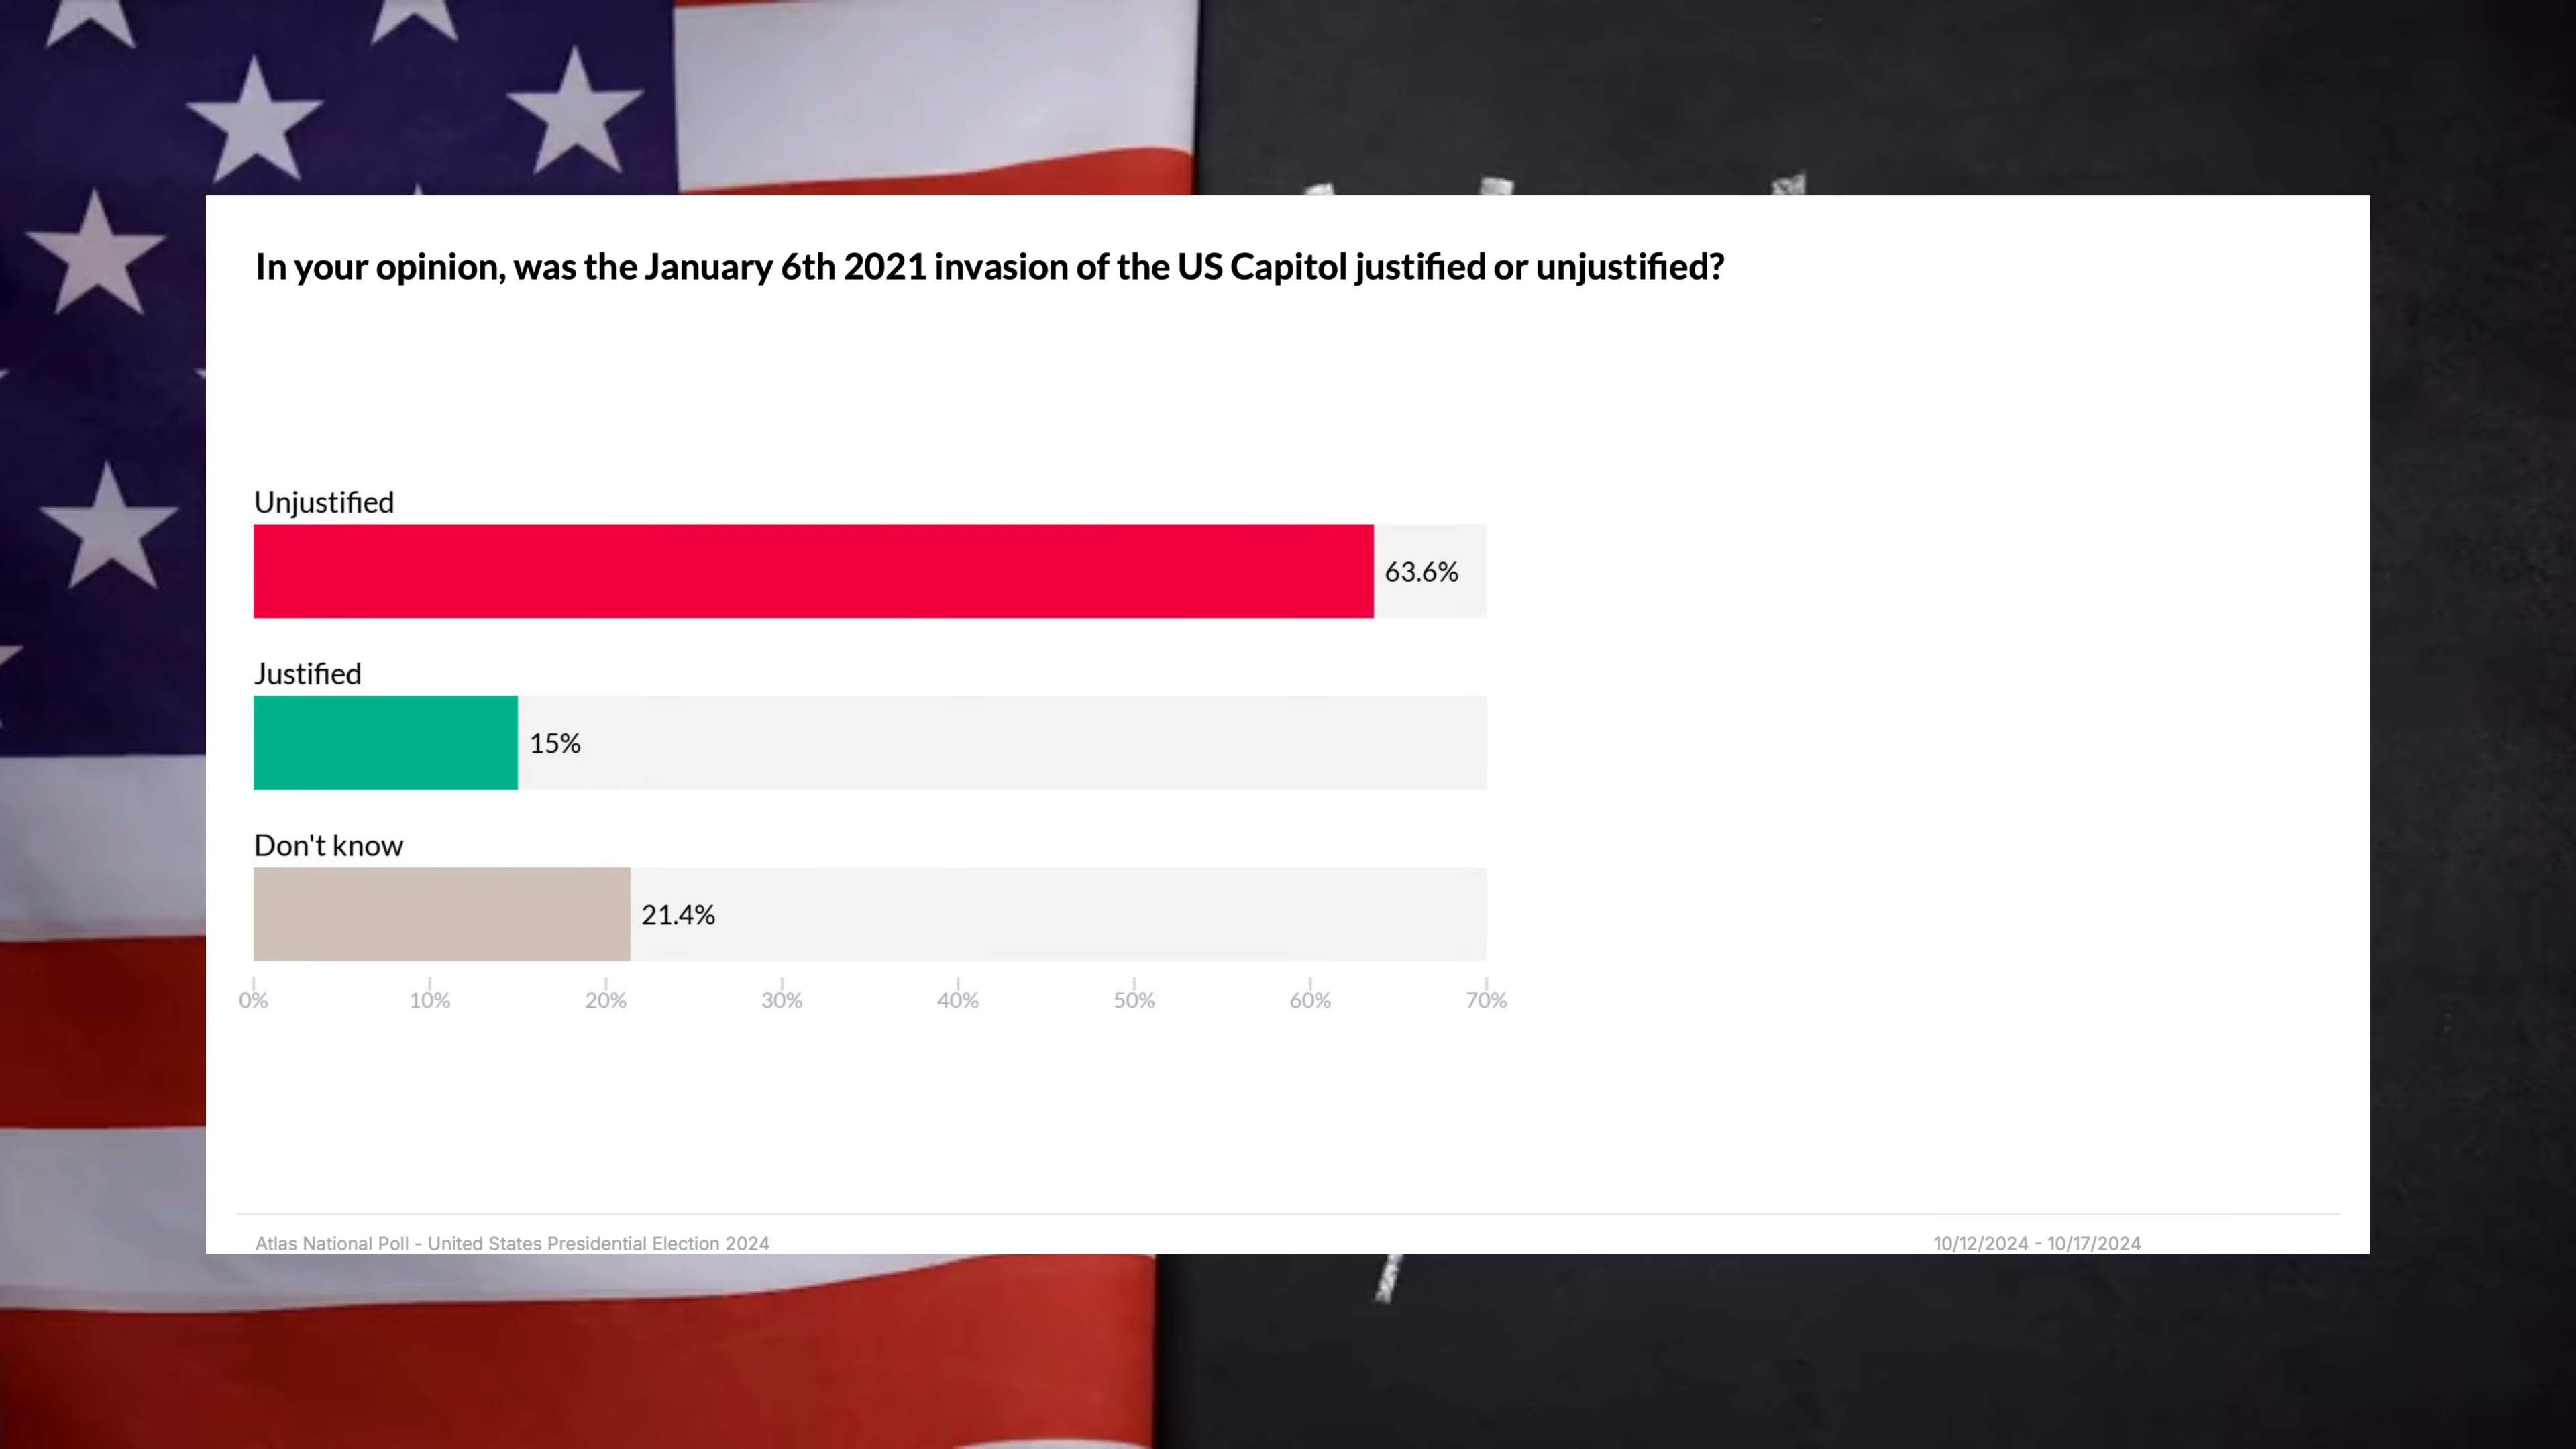 In your opinion, was the January 6th 2021 invasion of the US Capitol justified or unjustified?
Unjustified
63.6%
Justified
15%
Don't know
21.4%
0% 10% 20% 30% 40% 50% 60% 70%
Atlas National Poll - United States Presidential Election 2024
10/12/2024 - 10/17/2024